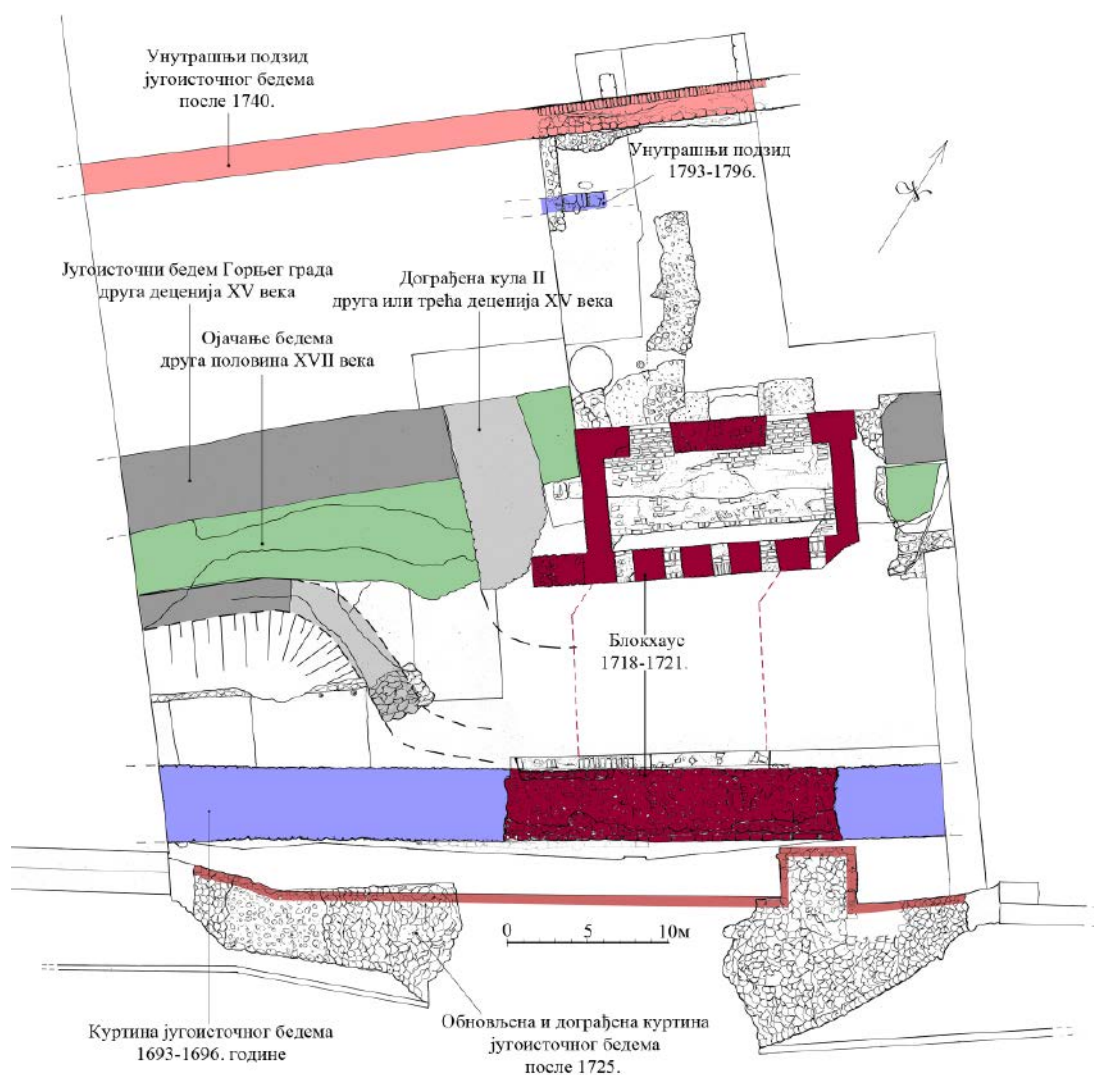 Унутрашњи подзид
југоисточног бедема
после 1740.
Унутрашњи подзид
1793-1796.
Југоисточни бедем Горњег града
друга деценија XV века
Дограђена кула II
друга или трећа деценија XV века
Ојачање бедема
друга половина XVII века
Блокхаус
1718-1721.
0 5 10м
Куртина југоисточног бедема
1693-1696. године
Обновљена и дограђена куртина
југоисточног бедема
после 1725.